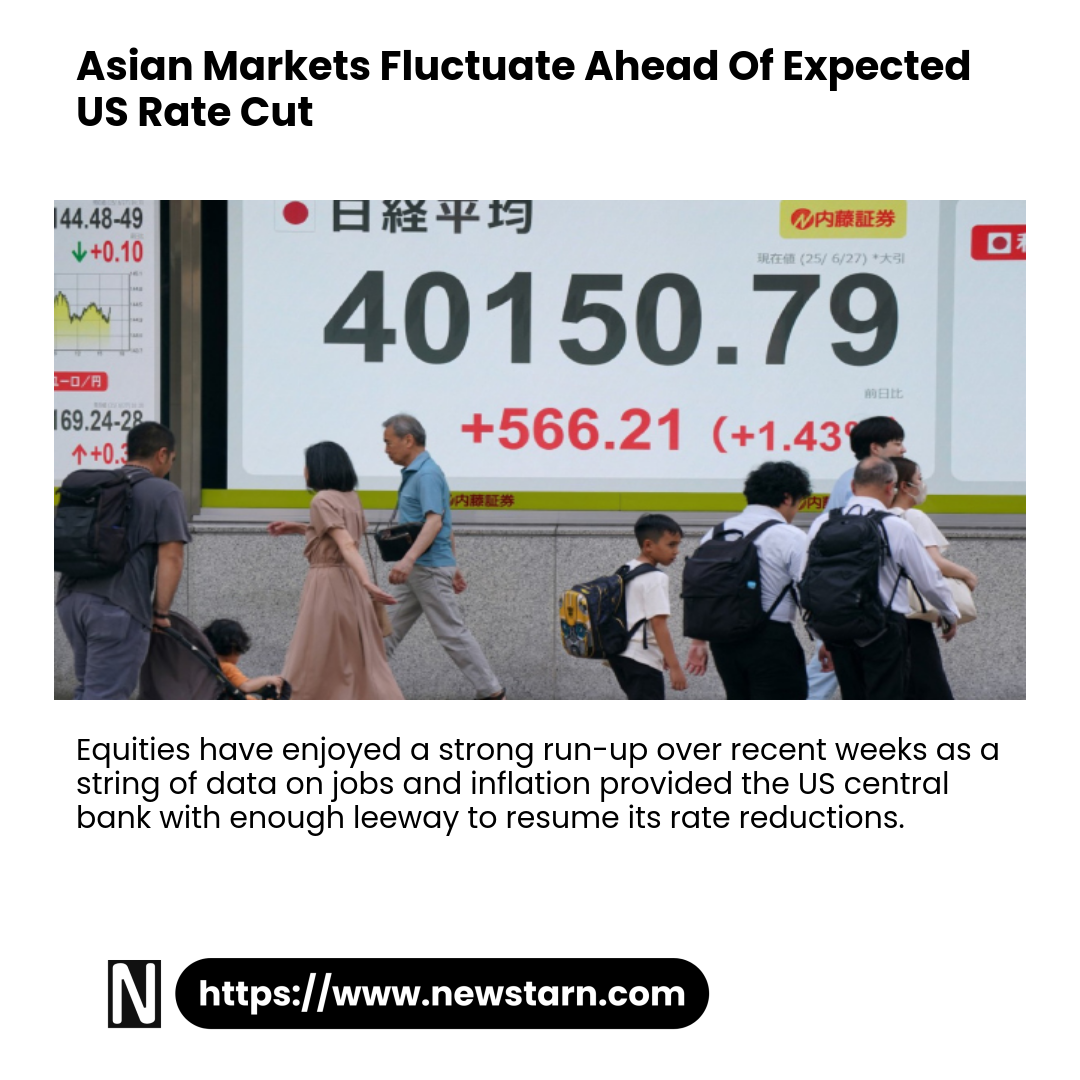 Asian Markets Fluctuate Ahead Of Expected
US Rate Cut
144.48-49
+0.10
ユーロ/円
169.24-28
日経平均
内藤証券
現在値 (25/ 6/27) *大引
40150.79
前日比
+566.21 (+1.43%
内藤証券
Equities have enjoyed a strong run-up over recent weeks as a
string of data on jobs and inflation provided the US central
bank with enough leeway to resume its rate reductions.
N
https://www.newstarn.com